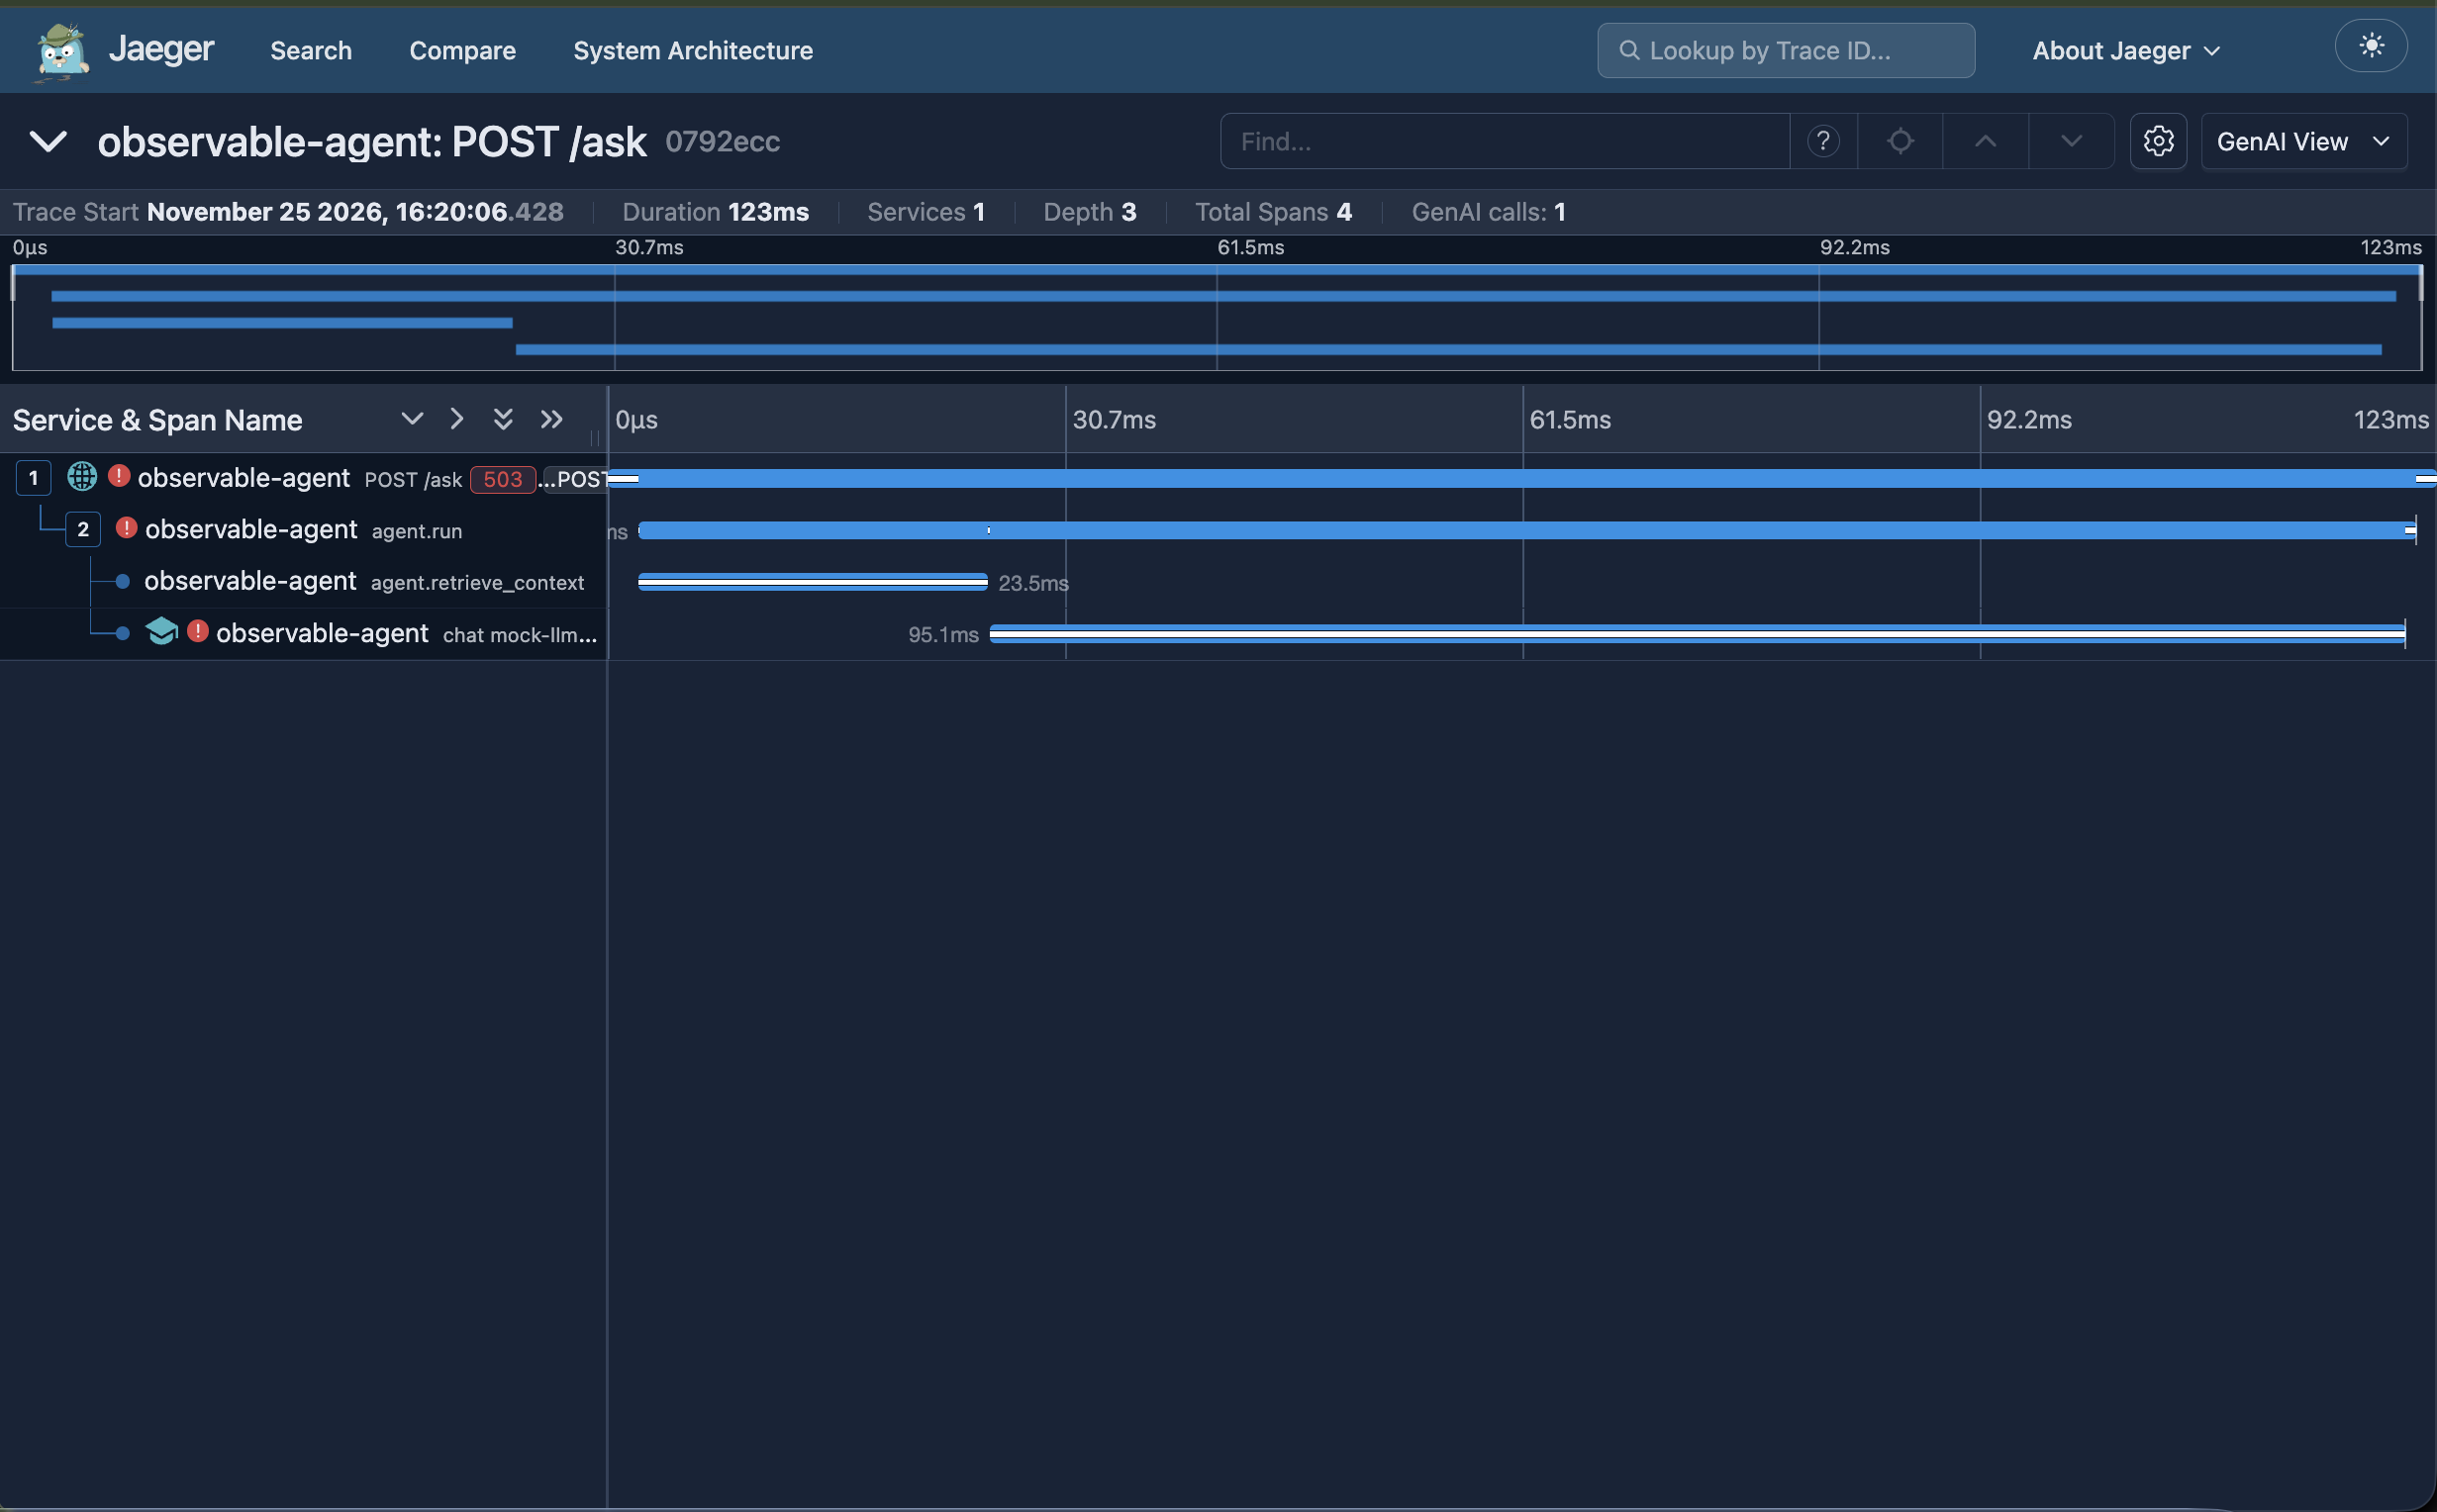 Jaeger Search Compare System Architecture Lookup by Trace ID... About Jaeger
observable-agent: POST /ask 0792ecc Find... ? GenAI View
Trace Start November 25 2026, 16:20:06.428 Duration 123ms Services 1 Depth 3 Total Spans 4 GenAI calls: 1
0μs 30.7ms 61.5ms 92.2ms 123ms
Service & Span Name 0μs 30.7ms 61.5ms 92.2ms 123ms
1 ! observable-agent POST /ask 503 ...POST
2 ! observable-agent agent.run ms
observable-agent agent.retrieve_context 23.5ms
! observable-agent chat mock-llm... 95.1ms